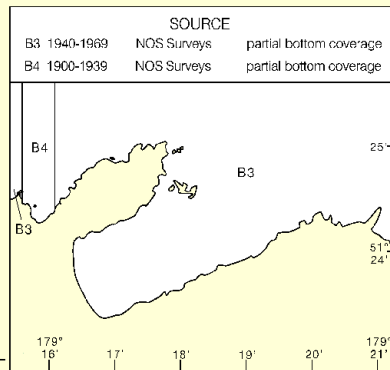 SOURCE
B3 1940-1969 NOS Surveys partial bottom coverage
B4 1900-1939 NOS Surveys partial bottom coverage
B4
25'
B3
B3
51°
24'
179° 179°
16' 17' 18' 19' 20' 21'